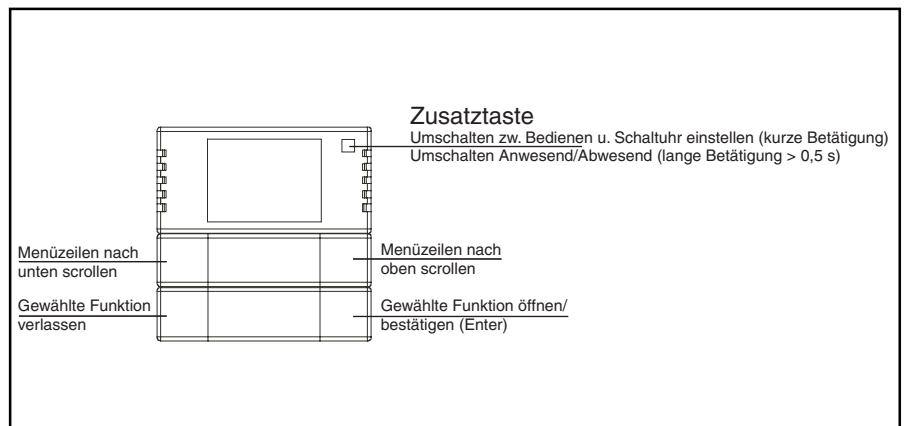 Zusatztaste
Umschalten zw. Bedienen u. Schaltuhr einstellen (kurze Betätigung)
Umschalten Anwesend/Abwesend (lange Betätigung > 0,5 s)
Menüzeilen nach
unten scrollen
Menüzeilen nach
oben scrollen
Gewählte Funktion
verlassen
Gewählte Funktion öffnen/
bestätigen (Enter)